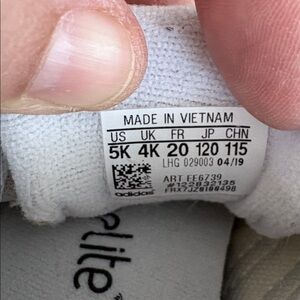 MADE IN VIETNAM
US UK FR JP CHN
5K 4K 20 120 115
LHG 029003 04/19
ART EE6739
#122832135
adidas
elite